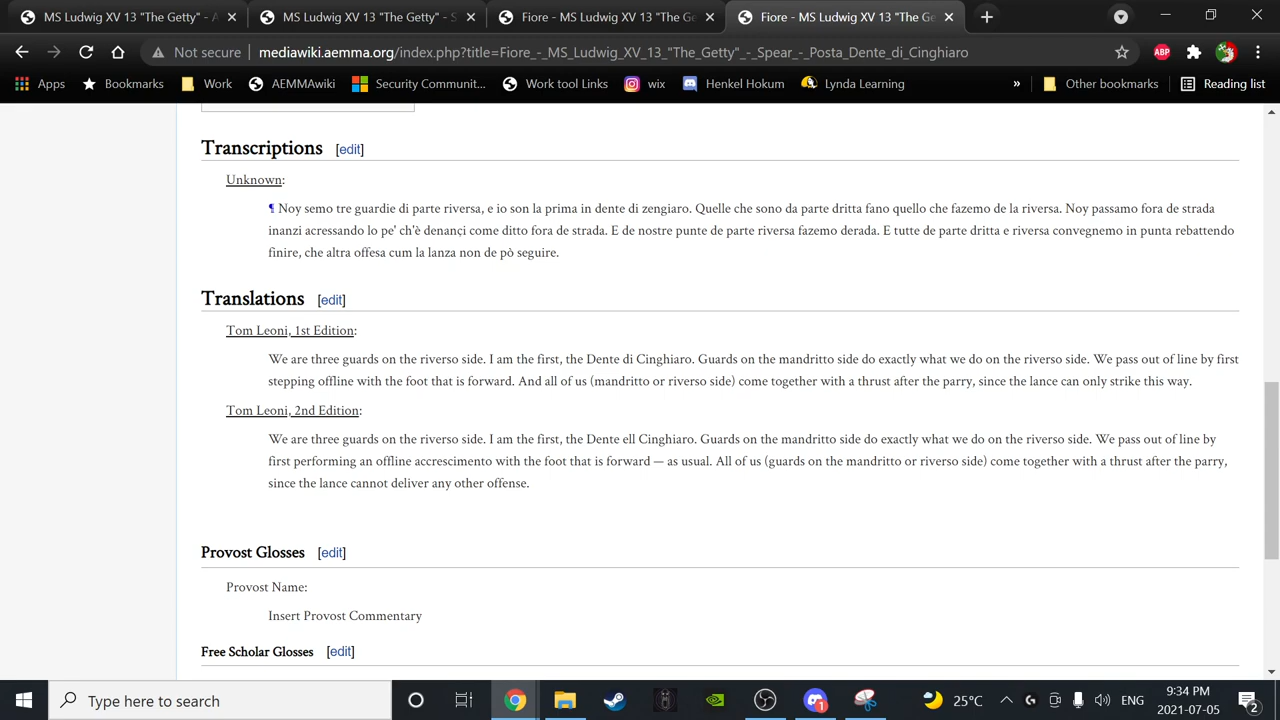 MS Ludwig XV 13 "The Getty" - A
MS Ludwig XV 13 "The Getty" - S
Fiore - MS Ludwig XV 13 "The Ge
Fiore - MS Ludwig XV 13 "The Ge
Not secure
mediawiki.aemma.org/index.php?title=Fiore_-_MS_Ludwig_XV_13_"The_Getty"_-_Spear_-_Posta_Dente_di_Cinghiaro
ABP
Apps
Bookmarks
Work
AEMMAwiki
Security Communit...
Work tool Links
wix
Henkel Hokum
Lynda Learning
»
Other bookmarks
Reading list
Transcriptions [edit]
Unknown:
¶ Noy semo tre guardie di parte riversa, e io son la prima in dente di zengiaro. Quelle che sono da parte dritta fano quello che fazemo de la riversa. Noy passamo fora de strada
inanzi acressando lo pe' ch'è denançi come ditto fora de strada. E de nostre punte de parte riversa fazemo derada. E tutte de parte dritta e riversa convegnemo in punta rebattendo
finire, che altra offesa cum la lanza non de pò seguire.
Translations [edit]
Tom Leoni, 1st Edition:
We are three guards on the riverso side. I am the first, the Dente di Cinghiaro. Guards on the mandritto side do exactly what we do on the riverso side. We pass out of line by first
stepping offline with the foot that is forward. And all of us (mandritto or riverso side) come together with a thrust after the parry, since the lance can only strike this way.
Tom Leoni, 2nd Edition:
We are three guards on the riverso side. I am the first, the Dente ell Cinghiaro. Guards on the mandritto side do exactly what we do on the riverso side. We pass out of line by
first performing an offline accrescimento with the foot that is forward — as usual. All of us (guards on the mandritto or riverso side) come together with a thrust after the parry,
since the lance cannot deliver any other offense.
Provost Glosses [edit]
Provost Name:
Insert Provost Commentary
Free Scholar Glosses [edit]
Type here to search
1
25°C
ENG
9:34 PM
2021-07-05
2